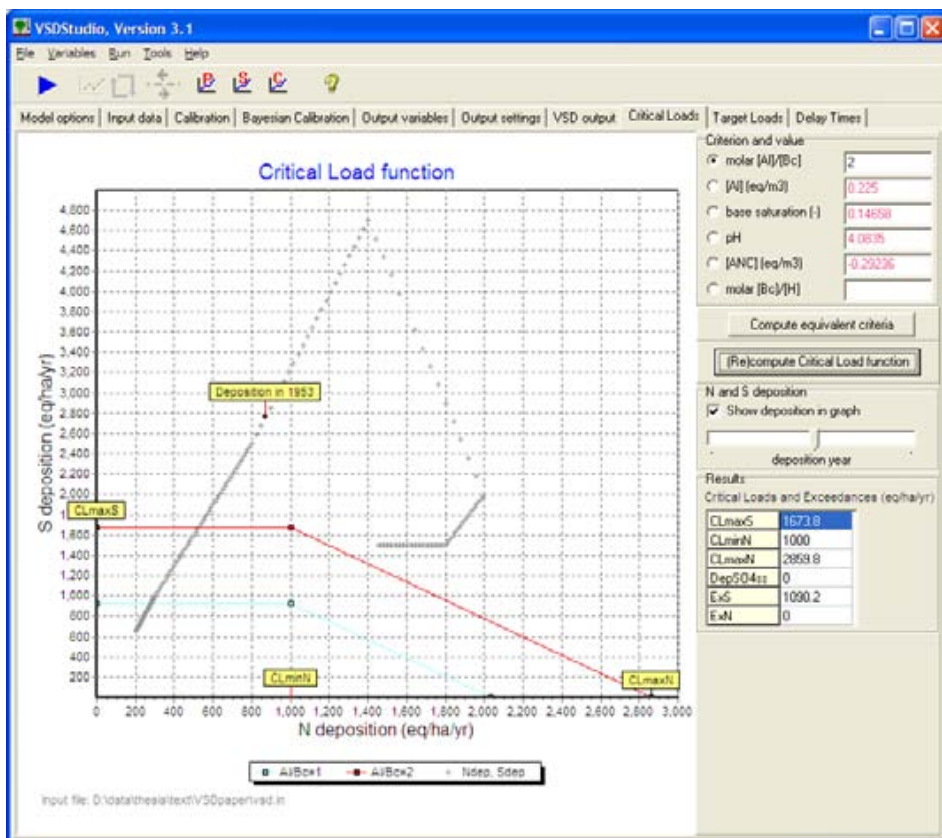 VSDStudio, Version 3.1
File Variables Run Tools Help
P S C
Model options Input data Calibration Bayesian Calibration Output variables Output settings VSD output Critical Loads Target Loads Delay Times
Critical Load function
4,800
4,600
4,400
4,200
4,000
3,800
3,600
3,400
3,200
3,000
2,800
2,600
2,400
2,200
2,000
1,800
1,600
1,400
1,200
1,000
800
600
400
200
S deposition (eq/ha/yr)
Deposition in 1953
CLmaxS
CLminN
CLmaxN
0 200 400 600 800 1,000 1,200 1,400 1,600 1,800 2,000 2,200 2,400 2,600 2,800 3,000
N deposition (eq/ha/yr)
Al/Bc=1 Al/Bc=2 Ndep, Sdep
Input file: D:\data\thesis\text\VSDpaper\vsd.in
Criterion and value
molar [Al]/[Bc] 2
[Al] (eq/m3) 0.225
base saturation (-) 0.14658
pH 4.0835
[ANC] (eq/m3) -0.29236
molar [Bc]/[H]
Compute equivalent criteria
(Re)compute Critical Load function
N and S deposition
Show deposition in graph
deposition year
Results
Critical Loads and Exceedances (eq/ha/yr)
CLmaxS 1673.8
CLminN 1000
CLmaxN 2859.8
DepSO4ss 0
ExS 1090.2
ExN 0